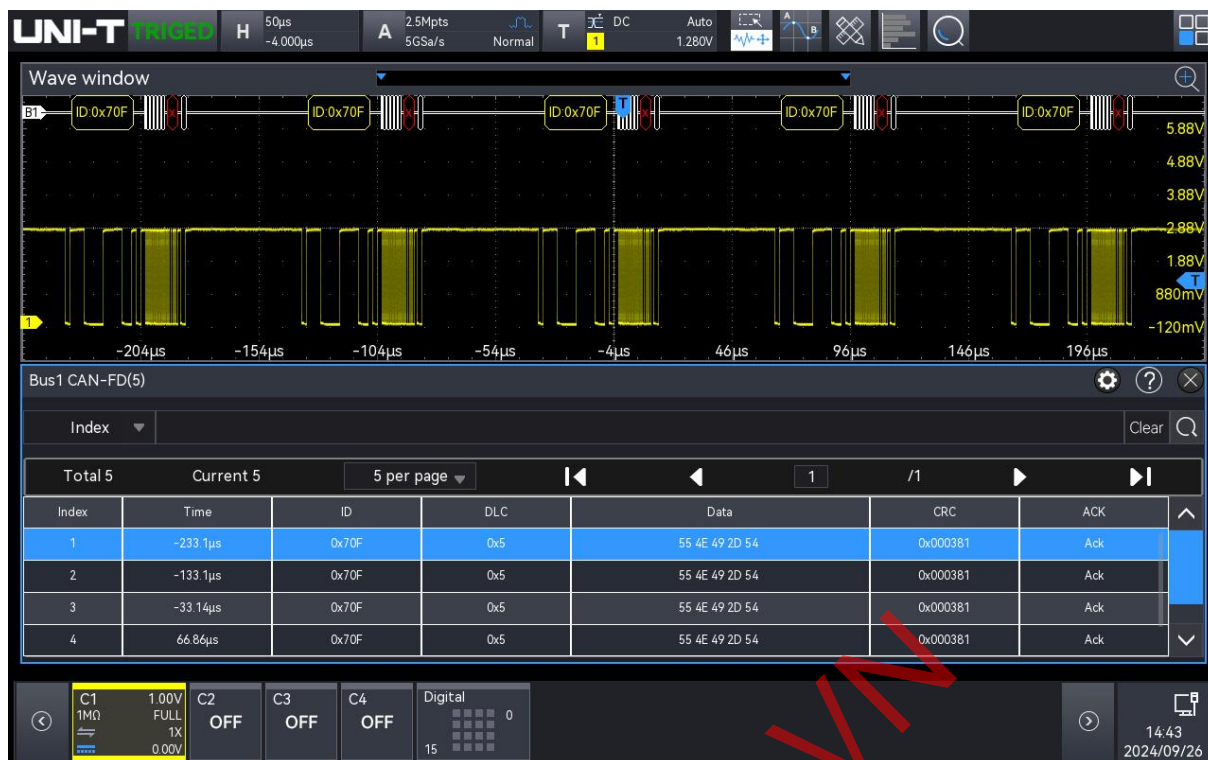 UNI-T TRIGED H 50µs -4.000µs A 2.5Mpts 5GSa/s Normal T DC 1 Auto 1.280V A B
Wave window
B1 ID:0x70F x ID:0x70F x ID:0x70F T x ID:0x70F x ID:0x70F x
5.88V
4.88V
3.88V
2.88V
1.88V
T
880mV
1 -120mV
-204µs -154µs -104µs -54µs -4µs 46µs 96µs 146µs 196µs
Bus1 CAN-FD(5)
Index Clear
Total 5 Current 5 5 per page 1 /1
Index Time ID DLC Data CRC ACK
1 -233.1µs 0x70F 0x5 55 4E 49 2D 54 0x000381 Ack
2 -133.1µs 0x70F 0x5 55 4E 49 2D 54 0x000381 Ack
3 -33.14µs 0x70F 0x5 55 4E 49 2D 54 0x000381 Ack
4 66.86µs 0x70F 0x5 55 4E 49 2D 54 0x000381 Ack
C1 1.00V C2 C3 C4 Digital
1MΩ FULL OFF OFF OFF 0
1X
0.00V 15
14:43
2024/09/26
VN